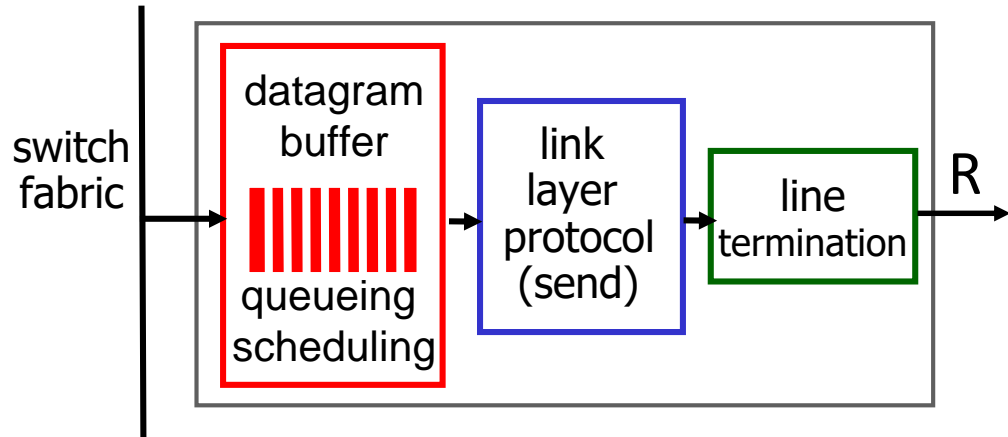 switch
fabric
datagram
buffer
queueing
scheduling
link
layer
protocol
(send)
line
termination
R